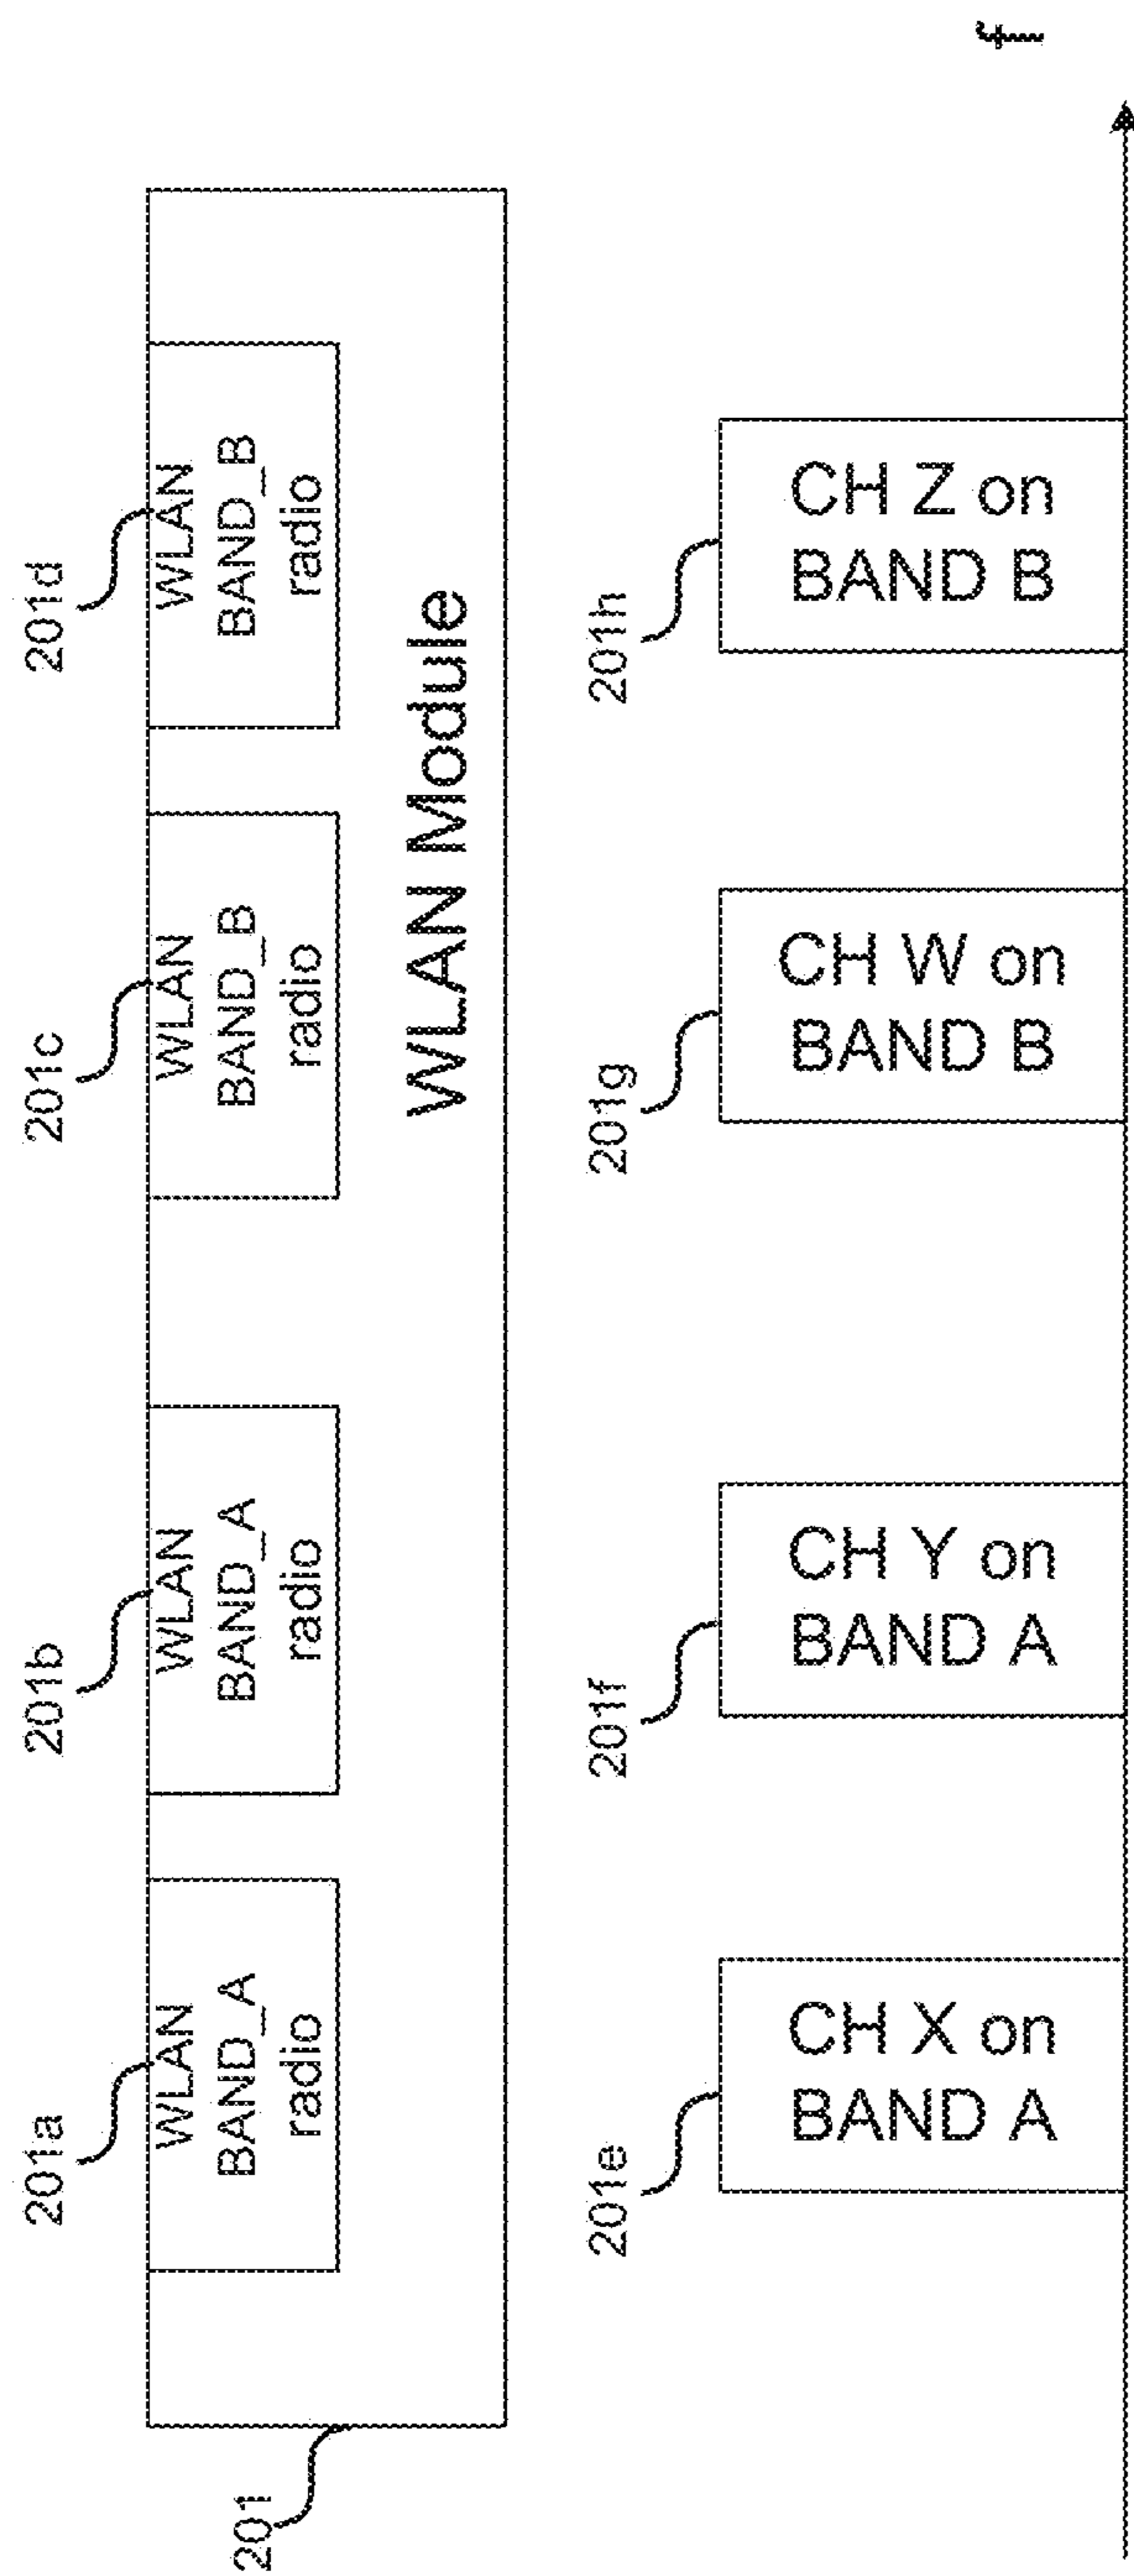 201a
201b
201c
201d
WLAN
BAND_A
radio
WLAN
BAND_A
radio
WLAN
BAND_B
radio
WLAN
BAND_B
radio
201
WLAN Module
201e
201f
201g
201h
CH X on
BAND A
CH Y on
BAND A
CH W on
BAND B
CH Z on
BAND B
f